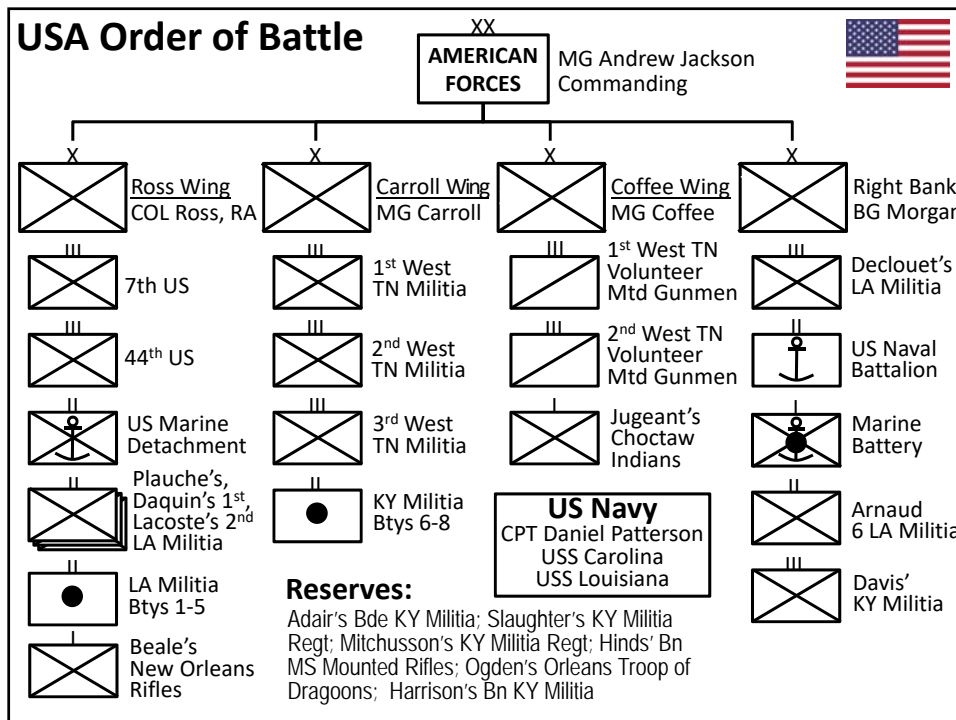 USA Order of Battle
XX
AMERICAN
FORCES
MG Andrew Jackson
Commanding
X
Ross Wing
COL Ross, RA
III
7th US
III
44th US
II
US Marine
Detachment
II
Plauche's,
Daquin's 1st,
Lacoste's 2nd
LA Militia
II
LA Militia
Btys 1-5
I
Beale's
New Orleans
Rifles
X
Carroll Wing
MG Carroll
III
1st West
TN Militia
III
2nd West
TN Militia
III
3rd West
TN Militia
II
KY Militia
Btys 6-8
X
Coffee Wing
MG Coffee
III
1st West TN
Volunteer
Mtd Gunmen
III
2nd West TN
Volunteer
Mtd Gunmen
I
Jugeant's
Choctaw
Indians
X
Right Bank
BG Morgan
III
Declouet's
LA Militia
II
US Naval
Battalion
I
Marine
Battery
II
Arnaud
6 LA Militia
III
Davis'
KY Militia
US Navy
CPT Daniel Patterson
USS Carolina
USS Louisiana
Reserves:
Adair's Bde KY Militia; Slaughter's KY Militia
Regt; Mitchusson's KY Militia Regt; Hinds' Bn
MS Mounted Rifles; Ogden's Orleans Troop of
Dragoons; Harrison's Bn KY Militia